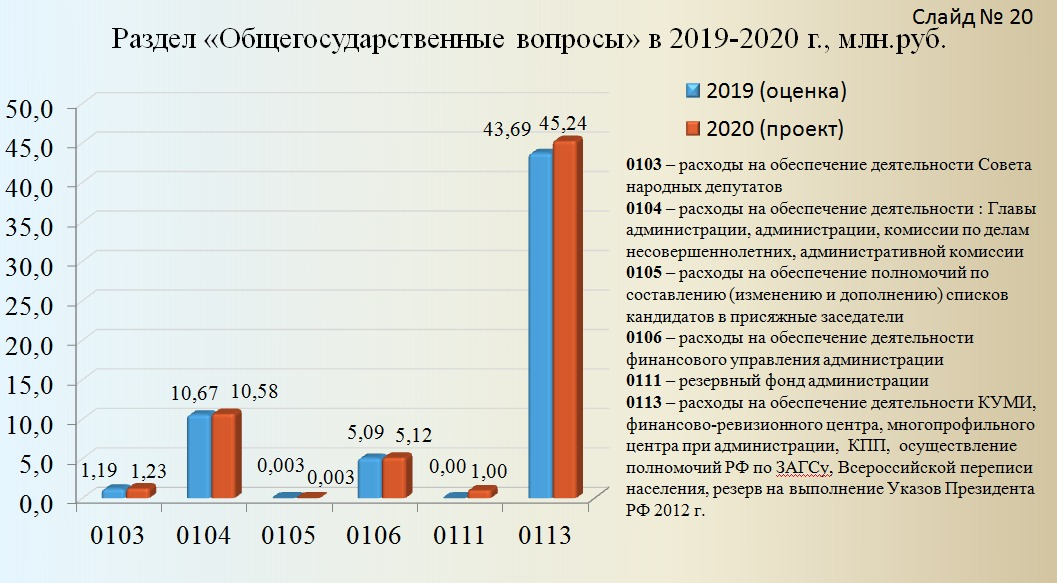 Слайд № 20
Раздел «Общегосударственные вопросы» в 2019-2020 г., млн.руб.
2019 (оценка)
2020 (проект)
50,0
45,0
40,0
35,0
30,0
25,0
20,0
15,0
10,0
5,0
0,0
1,19 1,23
10,67 10,58
0,003 0,003
5,09 5,12
0,00 1,00
43,69 45,24
0103 0104 0105 0106 0111 0113
0103 – расходы на обеспечение деятельности Совета
народных депутатов
0104 – расходы на обеспечение деятельности : Главы
администрации, администрации, комиссии по делам
несовершеннолетних, административной комиссии
0105 – расходы на обеспечение полномочий по
составлению (изменению и дополнению) списков
кандидатов в присяжные заседатели
0106 – расходы на обеспечение деятельности
финансового управления администрации
0111 – резервный фонд администрации
0113 – расходы на обеспечение деятельности КУМИ,
финансово-ревизионного центра, многопрофильного
центра при администрации, КПП, осуществление
полномочий РФ по ЗАГСу, Всероссийской переписи
населения, резерв на выполнение Указов Президента
РФ 2012 г.